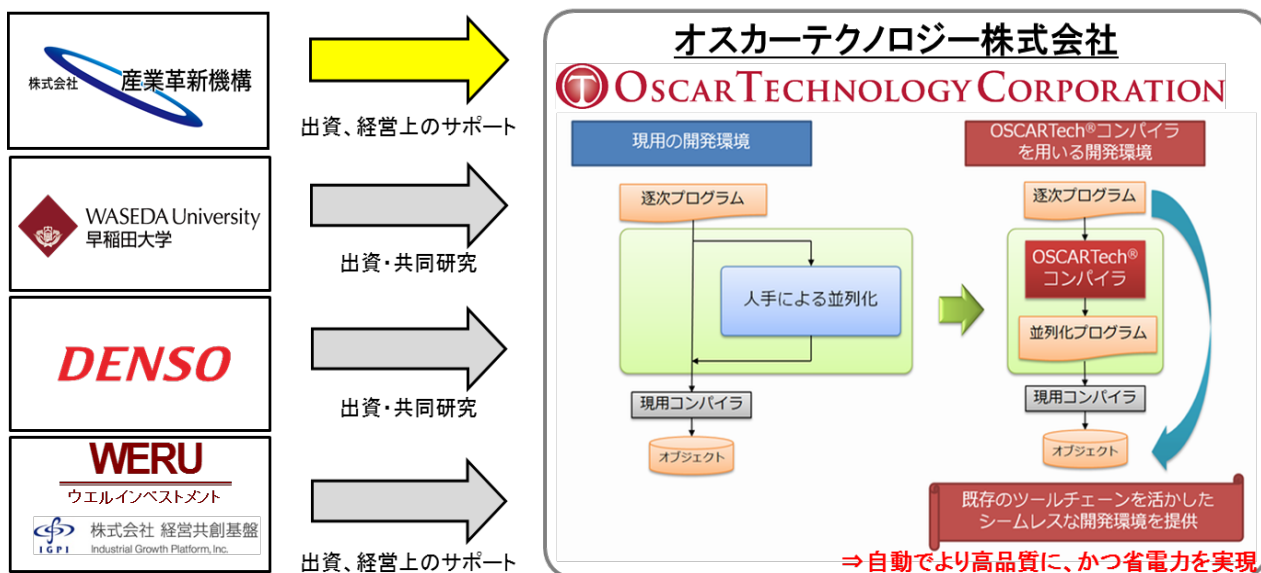 株式会社 産業革新機構
出資、経営上のサポート
WASEDA University
早稲田大学
出資・共同研究
DENSO
出資・共同研究
WERU
ウエルインベストメント
IGPI
株式会社 経営共創基盤
Industrial Growth Platform, Inc.
出資、経営上のサポート
オスカーテクノロジー株式会社
OSCARTECHNOLOGY CORPORATION
現用の開発環境
逐次プログラム
人手による並列化
現用コンパイラ
オブジェクト
OSCARTech®コンパイラ
を用いる開発環境
逐次プログラム
OSCARTech®
コンパイラ
並列化プログラム
現用コンパイラ
オブジェクト
既存のツールチェーンを活かした
シームレスな開発環境を提供
⇒自動でより高品質に、かつ省電力を実現